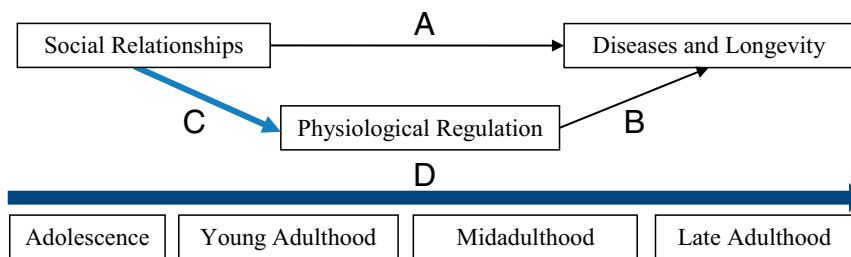 A
Social Relationships
Diseases and Longevity
C
Physiological Regulation
B
D
Adolescence
Young Adulthood
Midadulthood
Late Adulthood